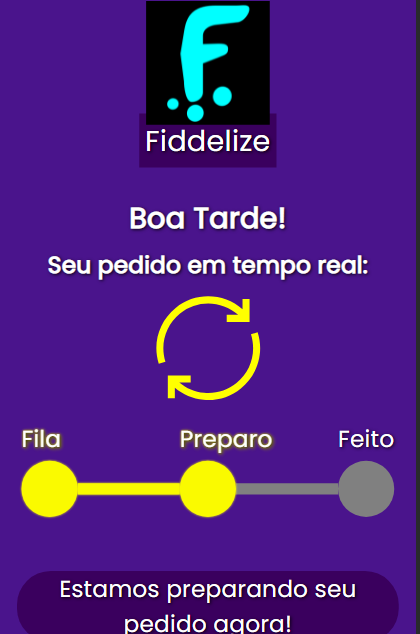 F
Fiddelize
Boa Tarde!
Seu pedido em tempo real:
Fila Preparo Feito
Estamos preparando seu
pedido agora!